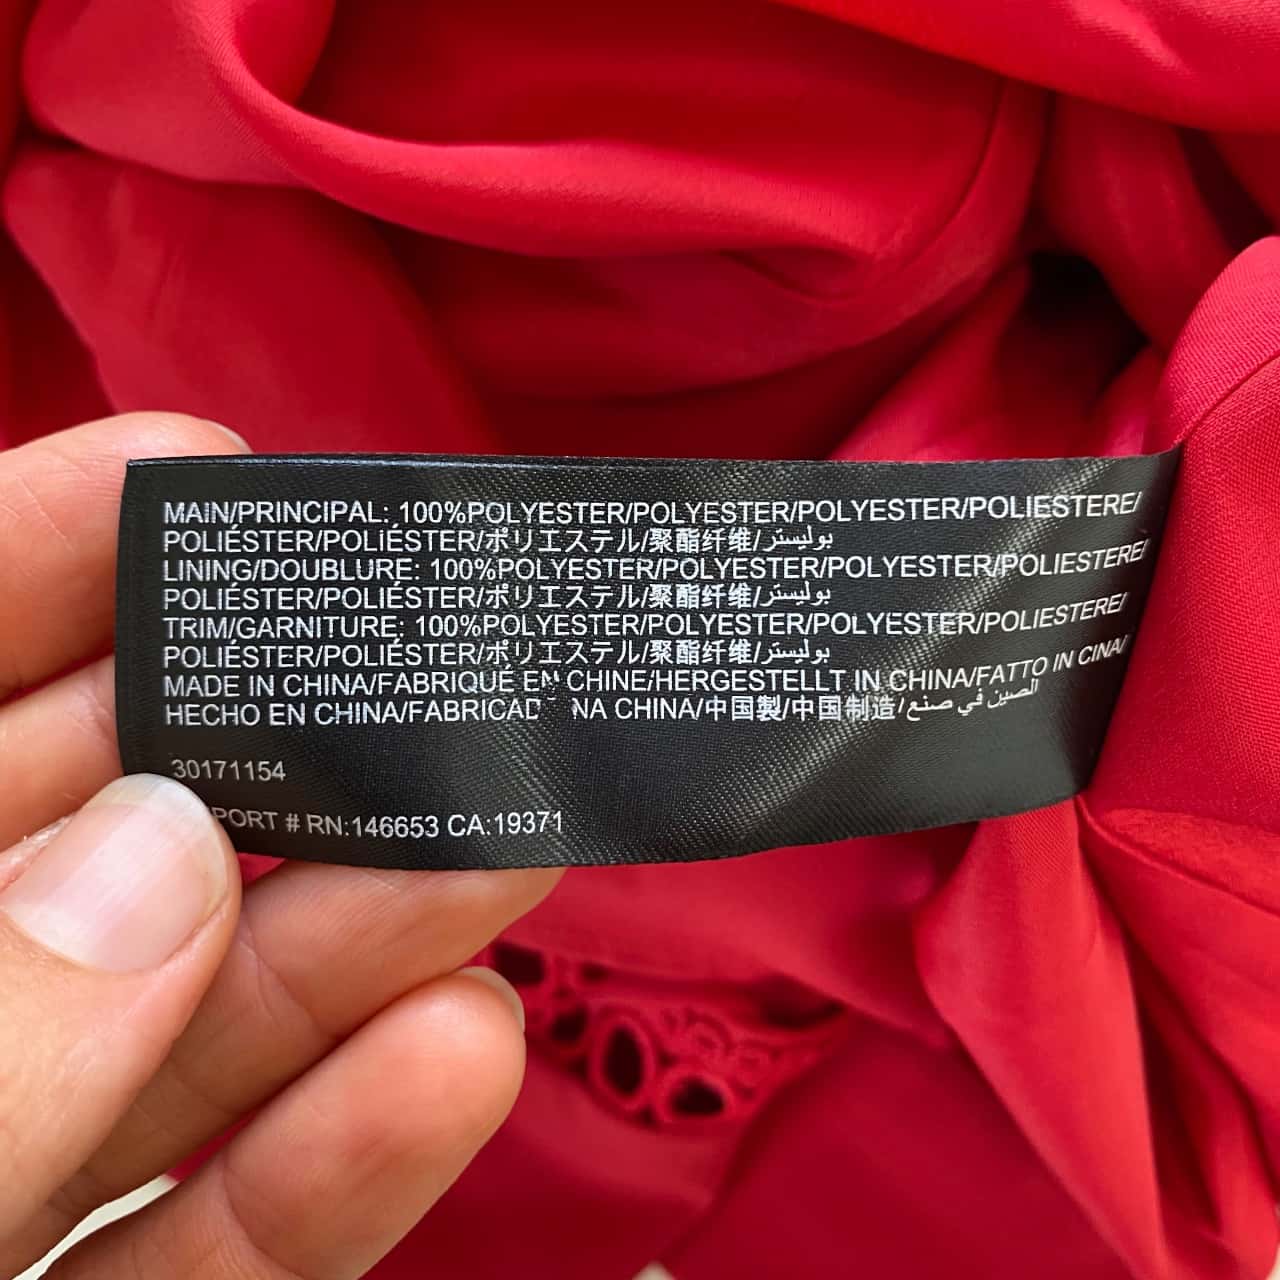 MAIN/PRINCIPAL: 100%POLYESTER/POLYESTER/POLYESTER/POLIESTERE/
POLIÉSTER/POLIÉSTER/ポリエステル/聚酯纤维/بوليستر
LINING/DOUBLURE: 100%POLYESTER/POLYESTER/POLYESTER/POLIESTERE/
POLIÉSTER/POLIÉSTER/ポリエステル/聚酯纤维/بوليستر
TRIM/GARNITURE: 100%POLYESTER/POLYESTER/POLYESTER/POLIESTERE/
POLIÉSTER/POLIÉSTER/ポリエステル/聚酯纤维/بوليستر
MADE IN CHINA/FABRIQUÉ EN CHINE/HERGESTELLT IN CHINA/FATTO IN CINA/
HECHO EN CHINA/FABRICAD NA CHINA/中国製/中国制造/الصين في صنع
30171154
PORT # RN:146653 CA:19371